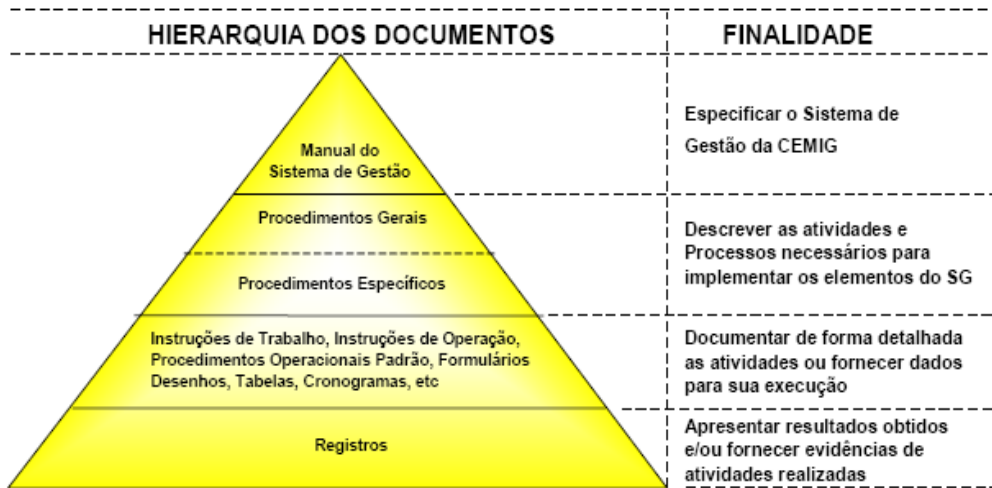 HIERARQUIA DOS DOCUMENTOS
FINALIDADE
Manual do
Sistema de Gestão
Especificar o Sistema de
Gestão da CEMIG
Procedimentos Gerais
Procedimentos Específicos
Descrever as atividades e
Processos necessários para
implementar os elementos do SG
Instruções de Trabalho, Instruções de Operação,
Procedimentos Operacionais Padrão, Formulários
Desenhos, Tabelas, Cronogramas, etc
Documentar de forma detalhada
as atividades ou fornecer dados
para sua execução
Registros
Apresentar resultados obtidos
e/ou fornecer evidências de
atividades realizadas